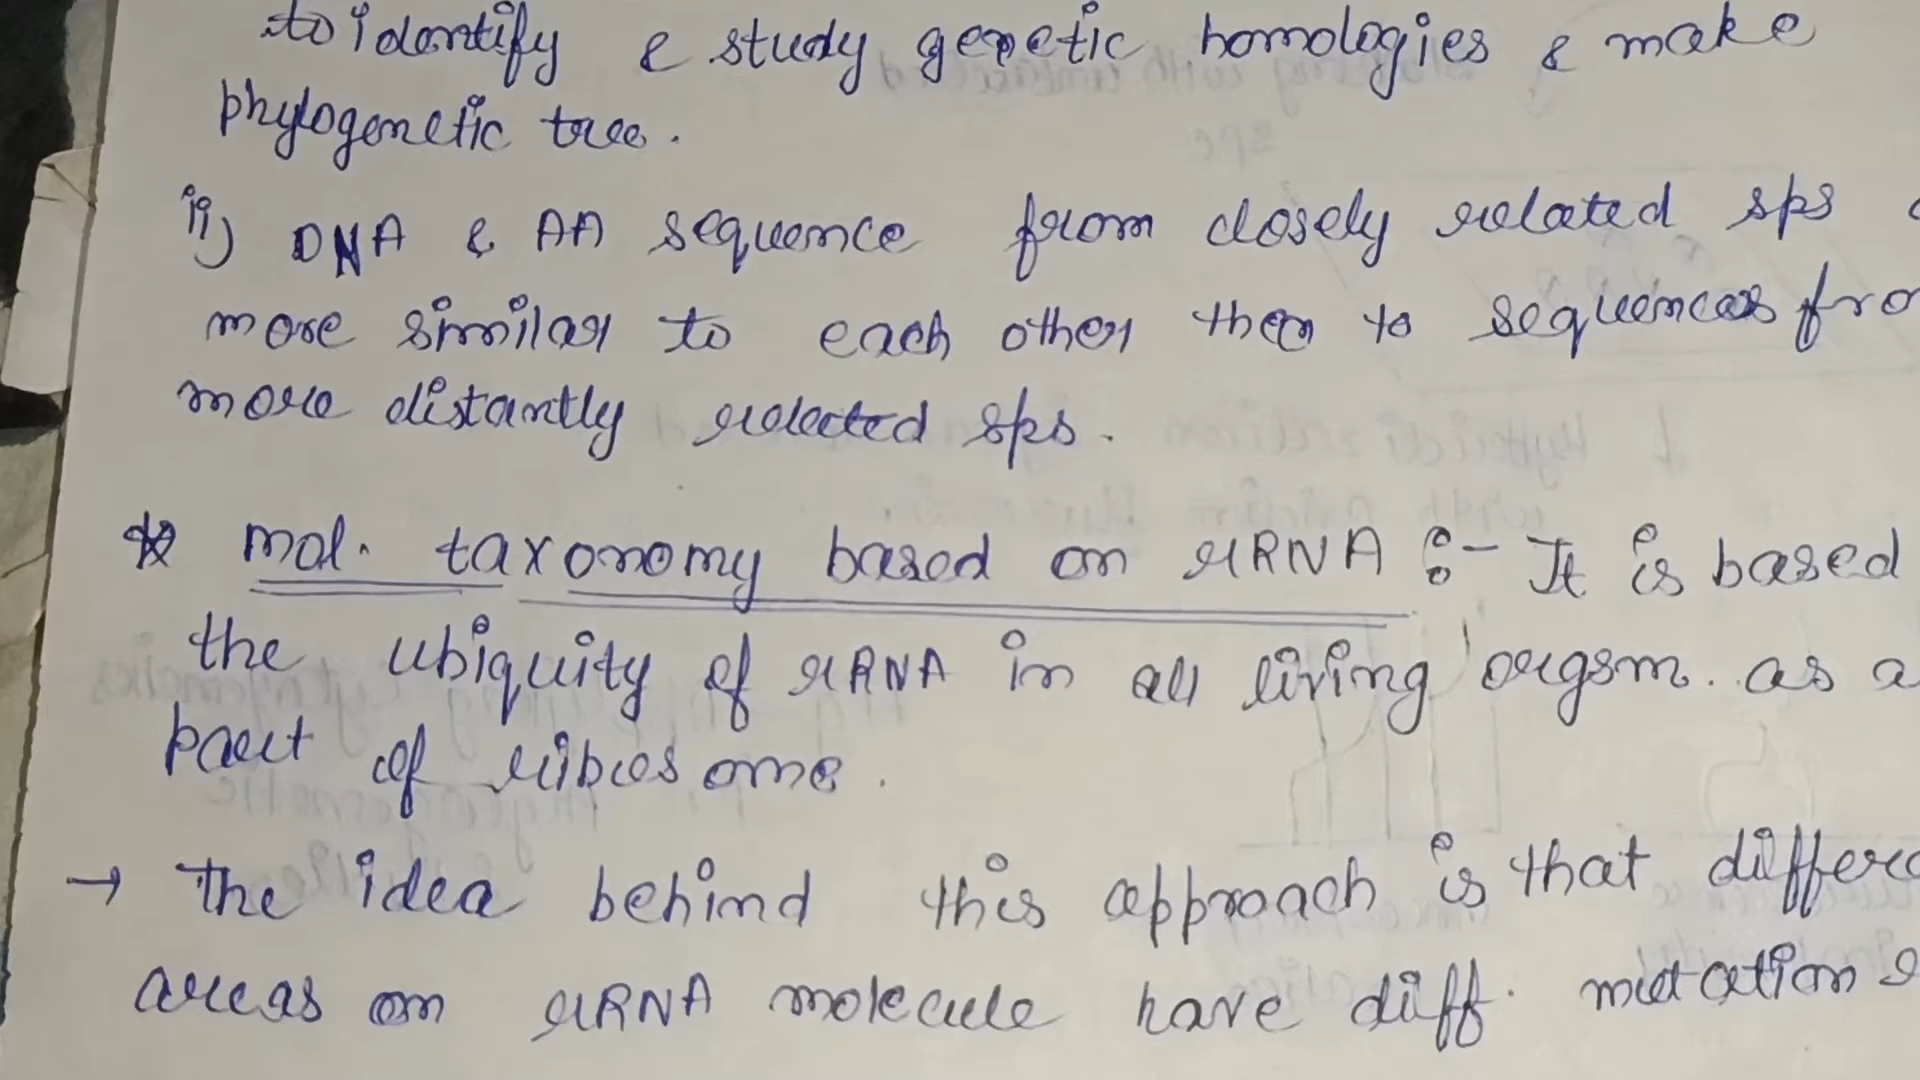 to identify & study genetic homologies & make
phylogenetic tree.
ii) DNA & AA sequence from closely related sps
more similar to each other then to sequences fro
more distantly related sps.
☆ mol. taxonomy based on rRNA :- It is based
the ubiquity of rRNA in all living orgsm. as a
part of ribosome.
→ The idea behind this approach is that differe
areas on rRNA molecule have diff. mutation